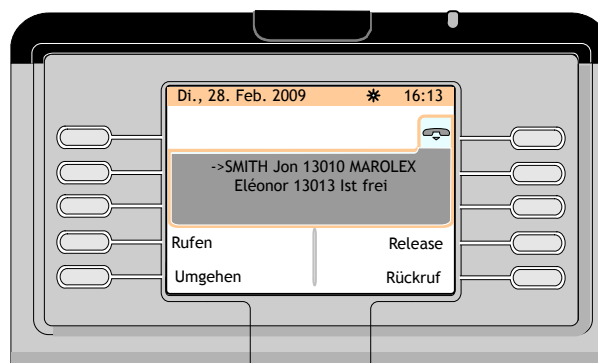 Di., 28. Feb. 2009 16:13
->SMITH Jon 13010 MAROLEX
Eléonor 13013 Ist frei
Rufen Release
Umgehen Rückruf